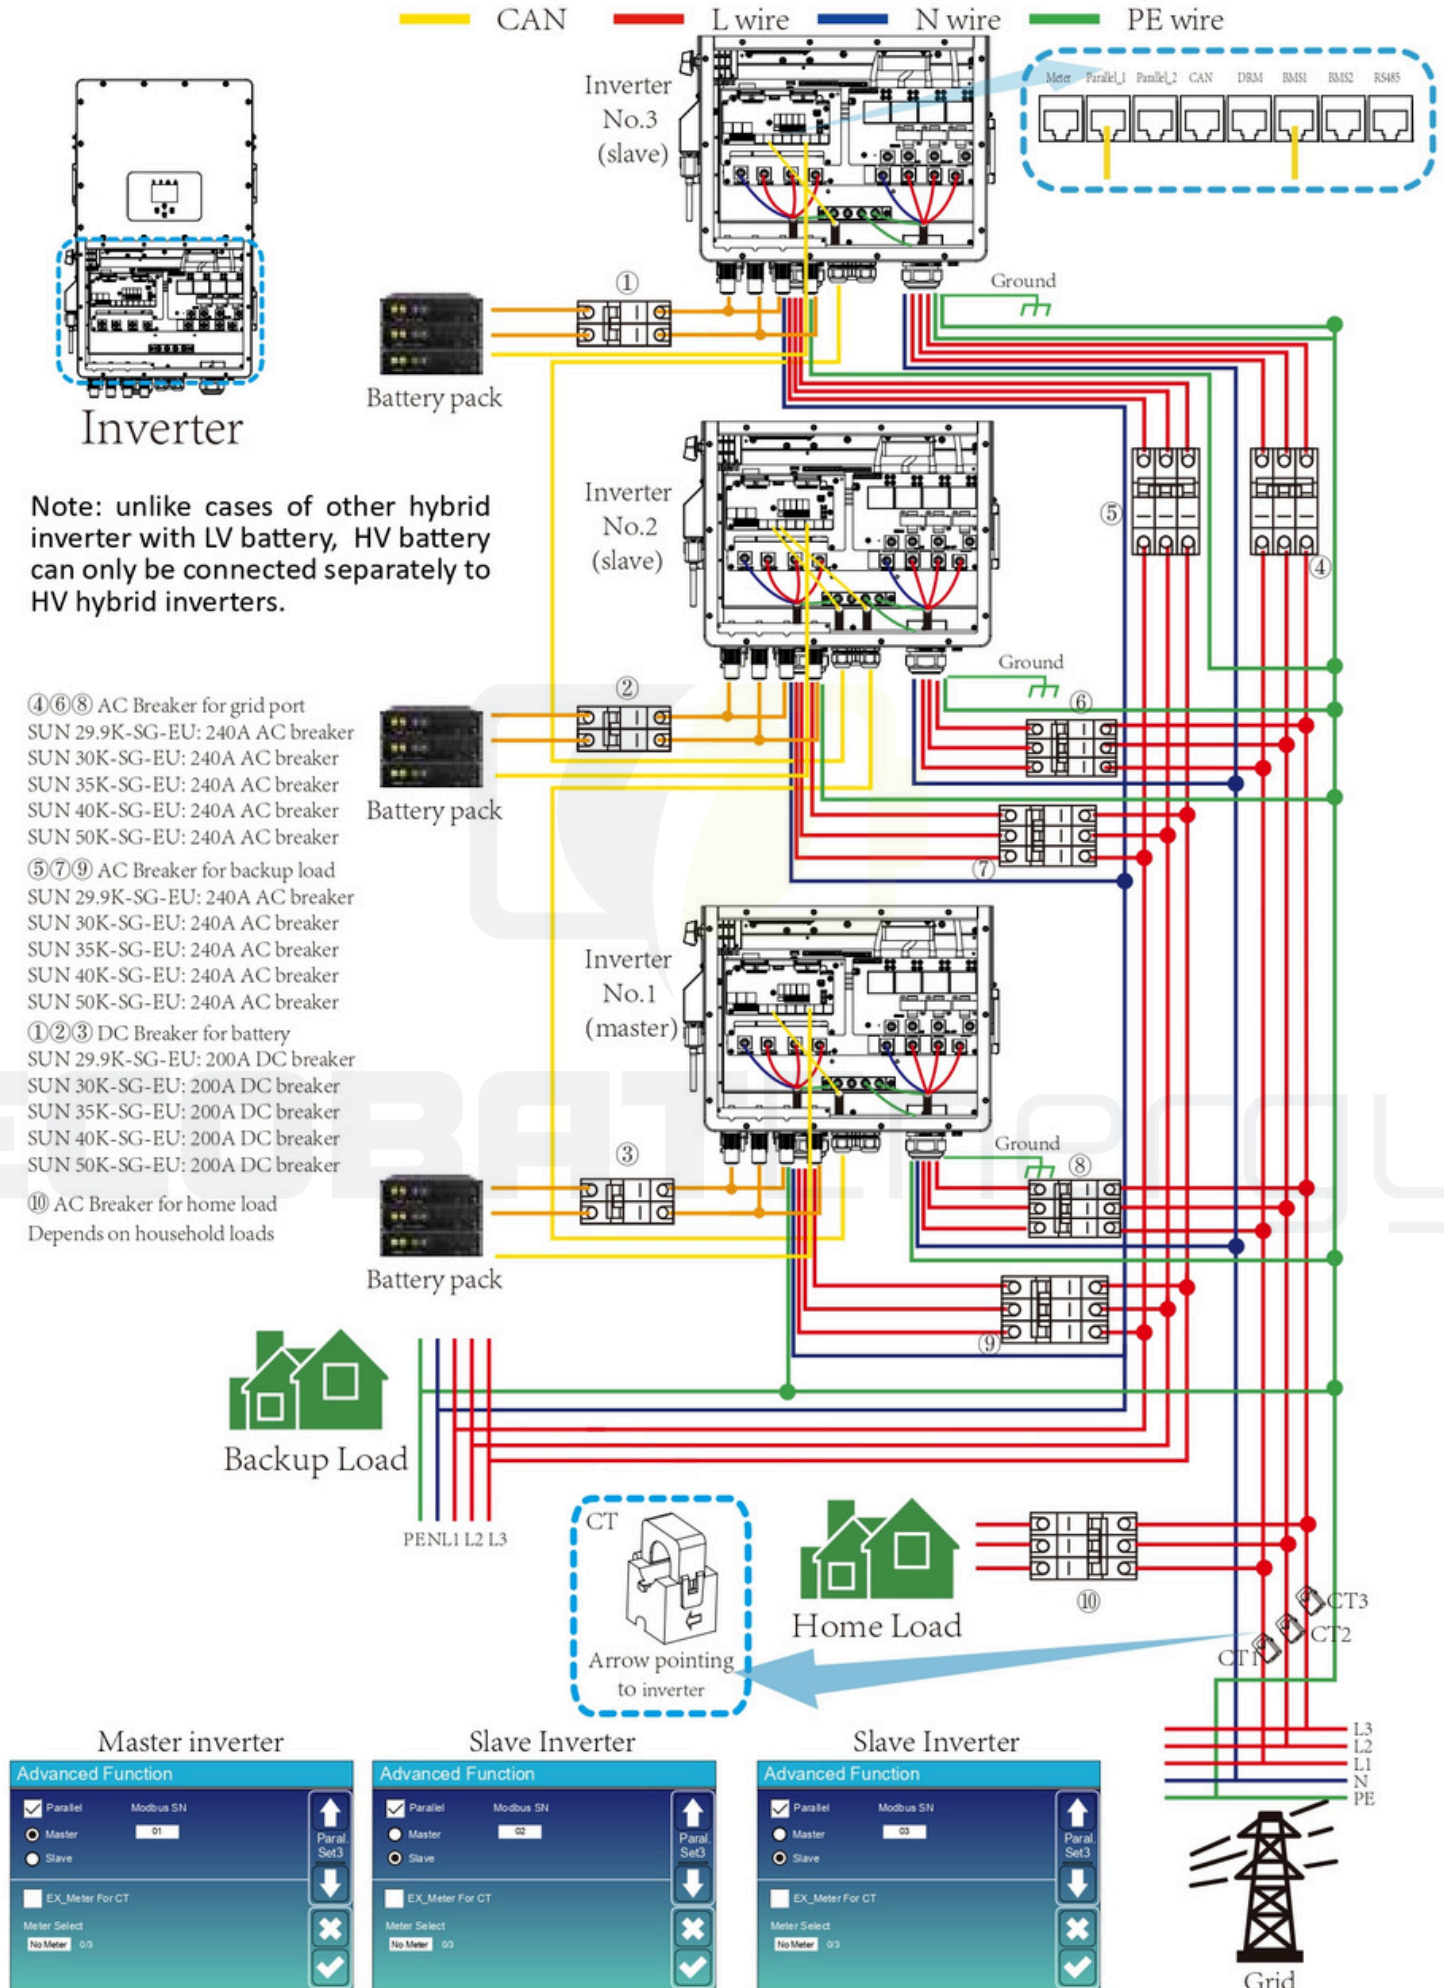 CAN L wire N wire PE wire
Inverter
No.3
(slave)
Meter Parallel_1 Parallel_2 CAN DRM BMS1 BMS2 RS485
①
Ground
Battery pack
Inverter
Note: unlike cases of other hybrid
inverter with LV battery, HV battery
can only be connected separately to
HV hybrid inverters.
Inverter
No.2
(slave)
⑤
④
Ground
②
⑥
Battery pack
⑦
④⑥⑧ AC Breaker for grid port
SUN 29.9K-SG-EU: 240A AC breaker
SUN 30K-SG-EU: 240A AC breaker
SUN 35K-SG-EU: 240A AC breaker
SUN 40K-SG-EU: 240A AC breaker
SUN 50K-SG-EU: 240A AC breaker
⑤⑦⑨ AC Breaker for backup load
SUN 29.9K-SG-EU: 240A AC breaker
SUN 30K-SG-EU: 240A AC breaker
SUN 35K-SG-EU: 240A AC breaker
SUN 40K-SG-EU: 240A AC breaker
SUN 50K-SG-EU: 240A AC breaker
①②③ DC Breaker for battery
SUN 29.9K-SG-EU: 200A DC breaker
SUN 30K-SG-EU: 200A DC breaker
SUN 35K-SG-EU: 200A DC breaker
SUN 40K-SG-EU: 200A DC breaker
SUN 50K-SG-EU: 200A DC breaker
⑩ AC Breaker for home load
Depends on household loads
Inverter
No.1
(master)
Ground
③
⑧
Battery pack
⑨
ECOBATenergy
Backup Load
PE N L1 L2 L3
CT
Arrow pointing
to inverter
Home Load
⑩
CT3
CT2
CT1
L3
L2
L1
N
PE
Grid
Master inverter
Advanced Function
Parallel Modbus SN
Master 01
Slave
Paral.
Set3
EX_Meter For CT
Meter Select
No Meter 0/3
Slave Inverter
Advanced Function
Parallel Modbus SN
Master 02
Slave
Paral.
Set3
EX_Meter For CT
Meter Select
No Meter 0/3
Slave Inverter
Advanced Function
Parallel Modbus SN
Master 03
Slave
Paral.
Set3
EX_Meter For CT
Meter Select
No Meter 0/3